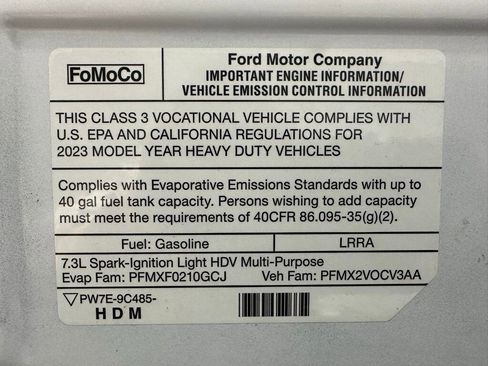 FoMoCo
Ford Motor Company
IMPORTANT ENGINE INFORMATION/
VEHICLE EMISSION CONTROL INFORMATION
THIS CLASS 3 VOCATIONAL VEHICLE COMPLIES WITH
U.S. EPA AND CALIFORNIA REGULATIONS FOR
2023 MODEL YEAR HEAVY DUTY VEHICLES
Complies with Evaporative Emissions Standards with up to
40 gal fuel tank capacity. Persons wishing to add capacity
must meet the requirements of 40CFR 86.095-35(g)(2).
Fuel: Gasoline LRRA
7.3L Spark-Ignition Light HDV Multi-Purpose
Evap Fam: PFMXF0210GCJ Veh Fam: PFMX2VOCV3AA
PW7E-9C485-
HDM